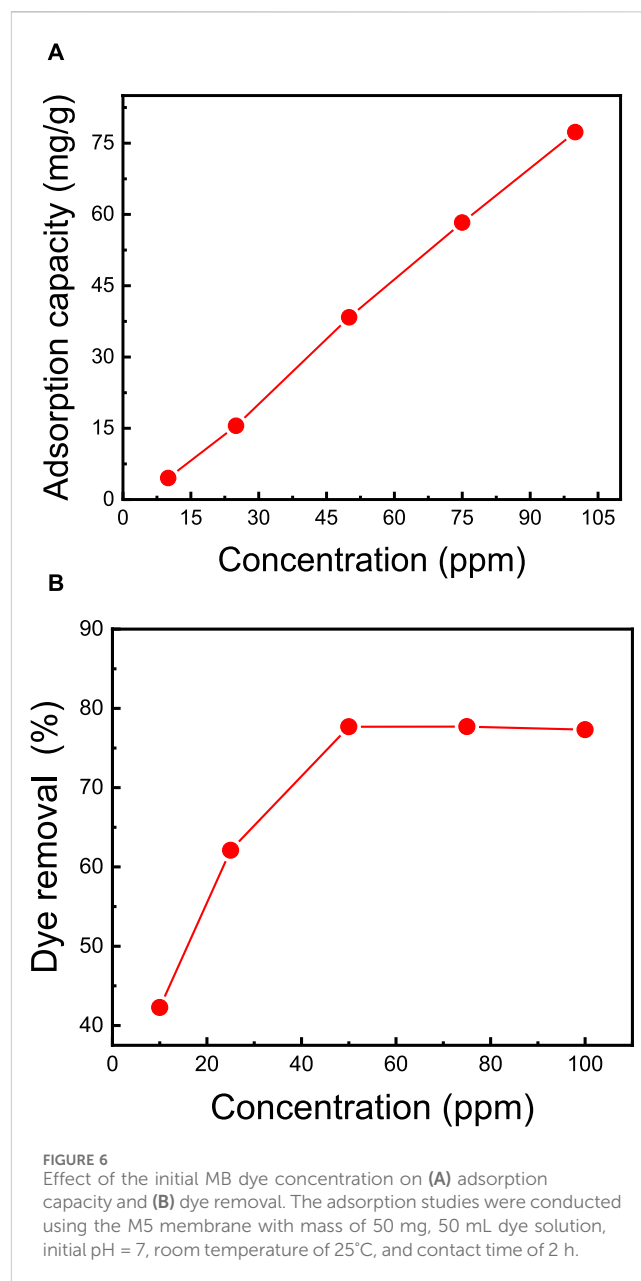 A
Adsorption capacity (mg/g)
75
60
45
30
15
0
0 15 30 45 60 75 90 105
Concentration (ppm)
B
Dye removal (%)
90
80
70
60
50
40
0 20 40 60 80 100
Concentration (ppm)
FIGURE 6
Effect of the initial MB dye concentration on (A) adsorption
capacity and (B) dye removal. The adsorption studies were conducted
using the M5 membrane with mass of 50 mg, 50 mL dye solution,
initial pH = 7, room temperature of 25°C, and contact time of 2 h.